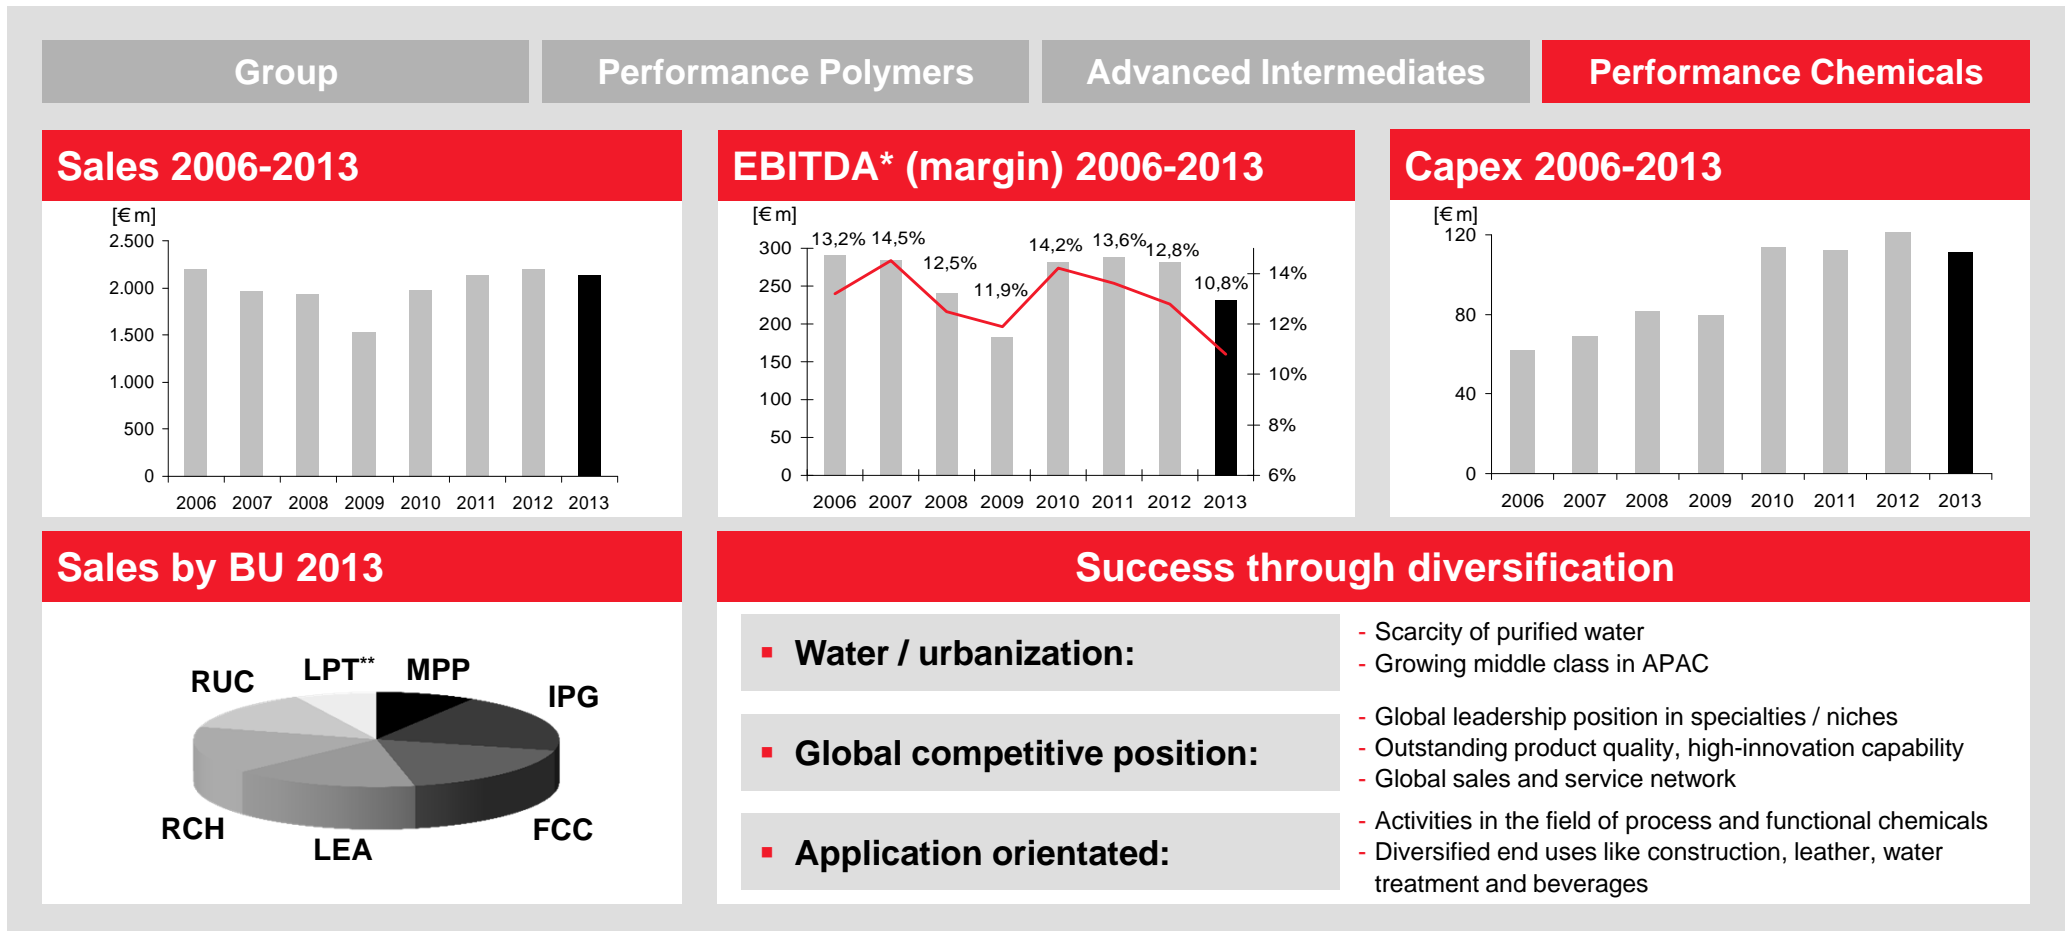 Group
Performance Polymers
Advanced Intermediates
Performance Chemicals
Sales 2006-2013
[€ m]
2.500
2.000
1.500
1.000
500
0
2006 2007 2008 2009 2010 2011 2012 2013
EBITDA* (margin) 2006-2013
[€ m]
300
250
200
150
100
50
0
13,2% 14,5% 12,5% 11,9% 14,2% 13,6% 12,8% 10,8%
14%
12%
10%
8%
6%
2006 2007 2008 2009 2010 2011 2012 2013
Capex 2006-2013
[€ m]
120
80
40
0
2006 2007 2008 2009 2010 2011 2012 2013
Sales by BU 2013
RUC
LPT**
MPP
IPG
RCH
LEA
FCC
Success through diversification
▪ Water / urbanization:
- Scarcity of purified water
- Growing middle class in APAC
▪ Global competitive position:
- Global leadership position in specialties / niches
- Outstanding product quality, high-innovation capability
- Global sales and service network
▪ Application orientated:
- Activities in the field of process and functional chemicals
- Diversified end uses like construction, leather, water
treatment and beverages